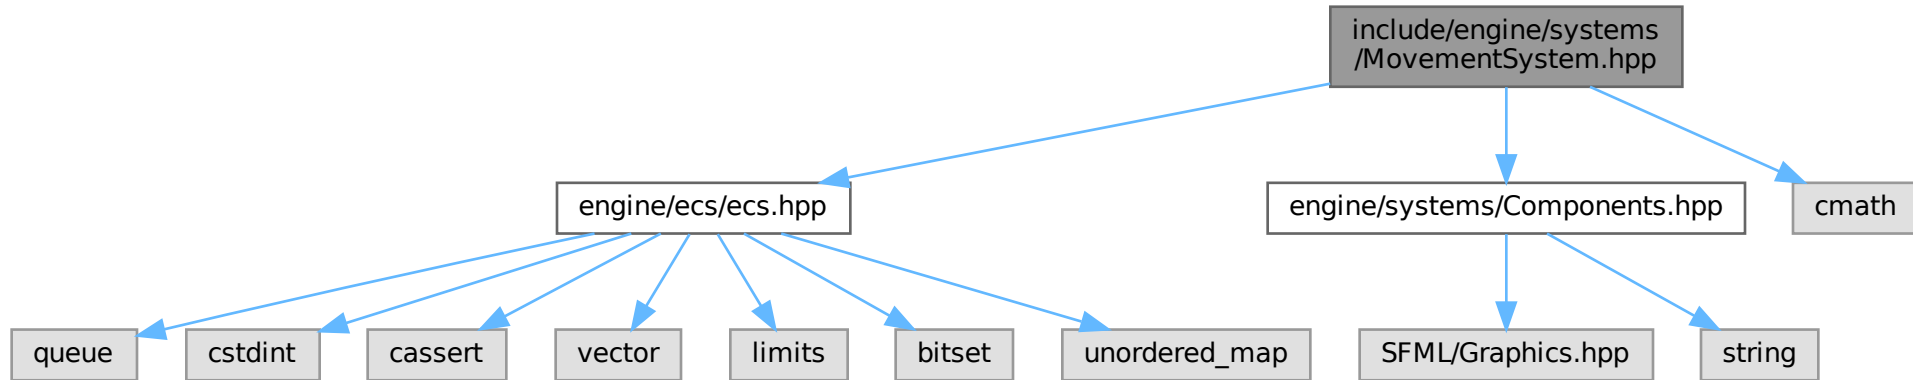 include/engine/systems
/MovementSystem.hpp
engine/ecs/ecs.hpp
engine/systems/Components.hpp
cmath
queue
cstdint
cassert
vector
limits
bitset
unordered_map
SFML/Graphics.hpp
string